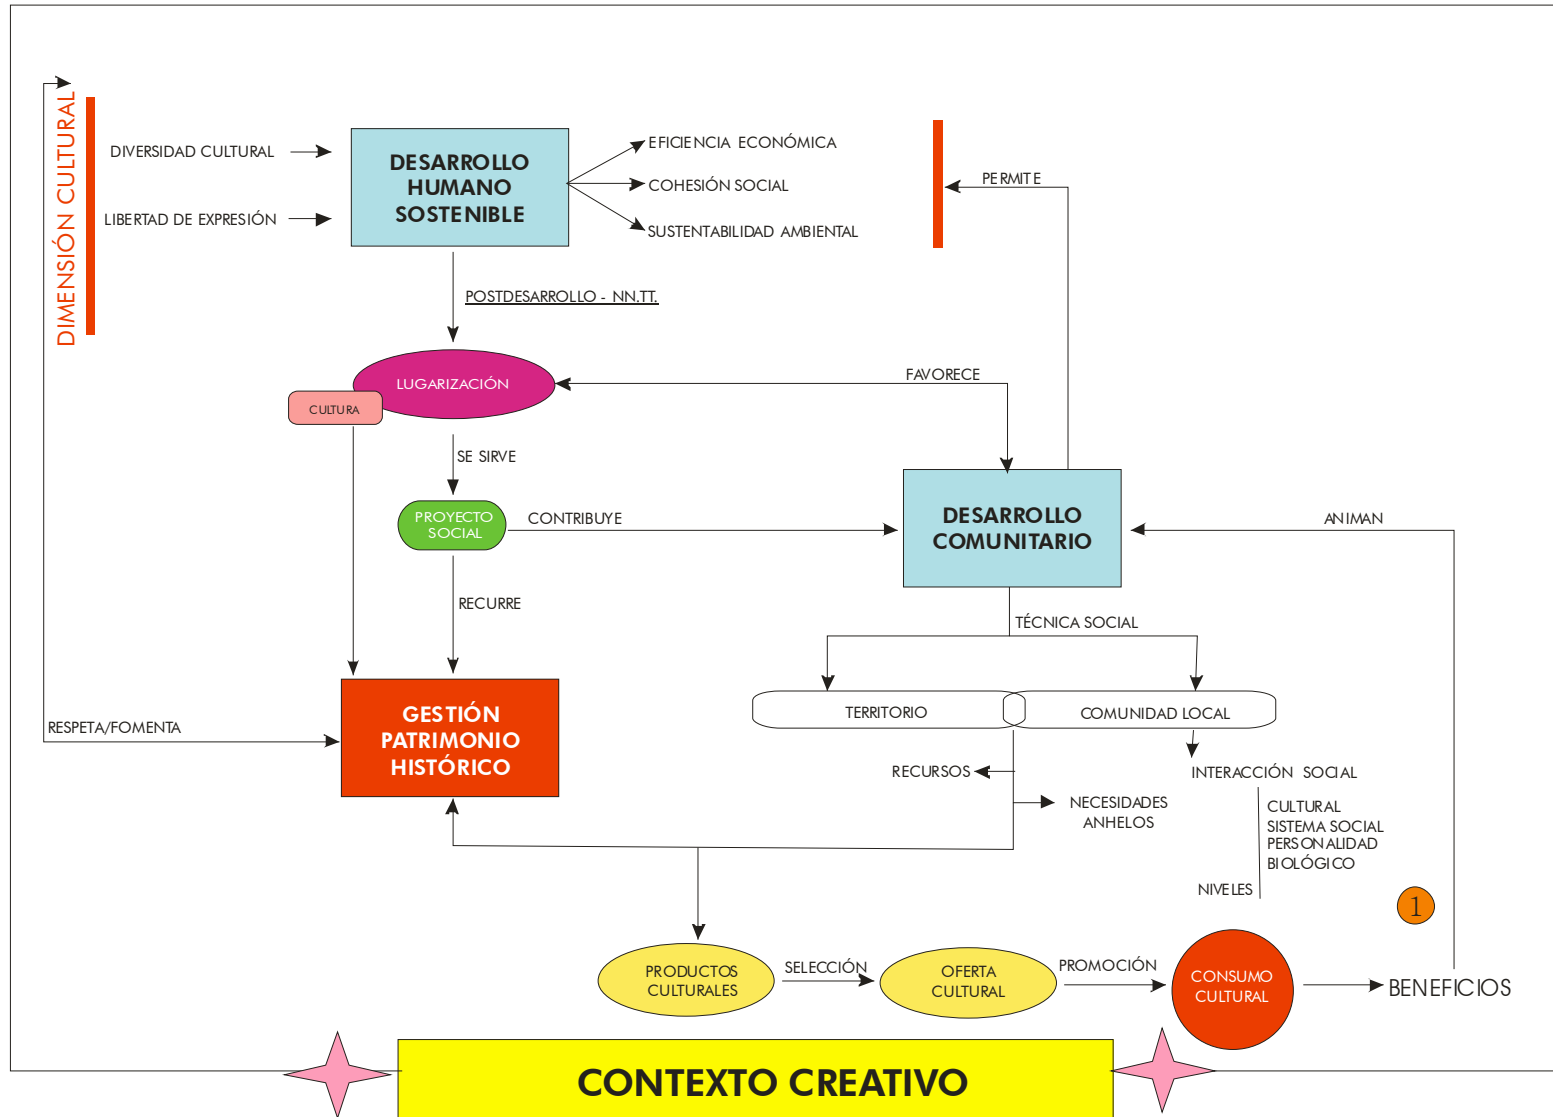 DIMENSIÓN CULTURAL
DIVERSIDAD CULTURAL
LIBERTAD DE EXPRESIÓN
DESARROLLO
HUMANO
SOSTENIBLE
EFICIENCIA ECONÓMICA
COHESIÓN SOCIAL
SUSTENTABILIDAD AMBIENTAL
PERMITE
POSTDESARROLLO - NN.TT.
LUGARIZACIÓN
CULTURA
FAVORECE
SE SIRVE
PROYECTO
SOCIAL
CONTRIBUYE
DESARROLLO
COMUNITARIO
ANIMAN
RECURRE
TÉCNICA SOCIAL
GESTIÓN
PATRIMONIO
HISTÓRICO
RESPETA/FOMENTA
TERRITORIO
COMUNIDAD LOCAL
RECURSOS
NECESIDADES
ANHELOS
INTERACCIÓN SOCIAL
CULTURAL
SISTEMA SOCIAL
PERSONALIDAD
BIOLÓGICO
NIVELES
1
PRODUCTOS
CULTURALES
SELECCIÓN
OFERTA
CULTURAL
PROMOCIÓN
CONSUMO
CULTURAL
BENEFICIOS
CONTEXTO CREATIVO